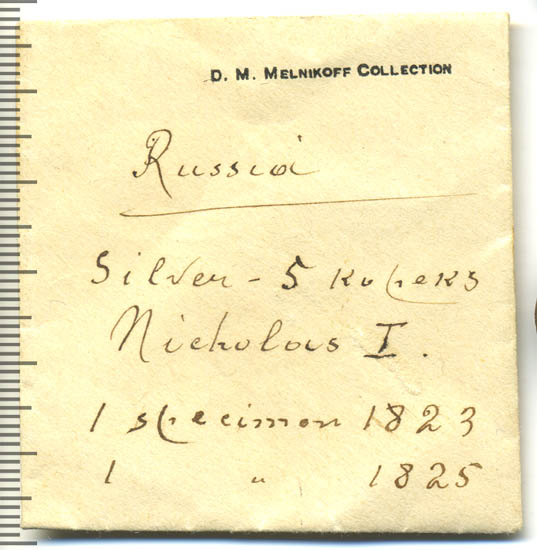 D. M. MELNIKOFF COLLECTION
Russia
Silver - 5 kopeks
Nicholas I.
1 specimen 1823
1 " 1825